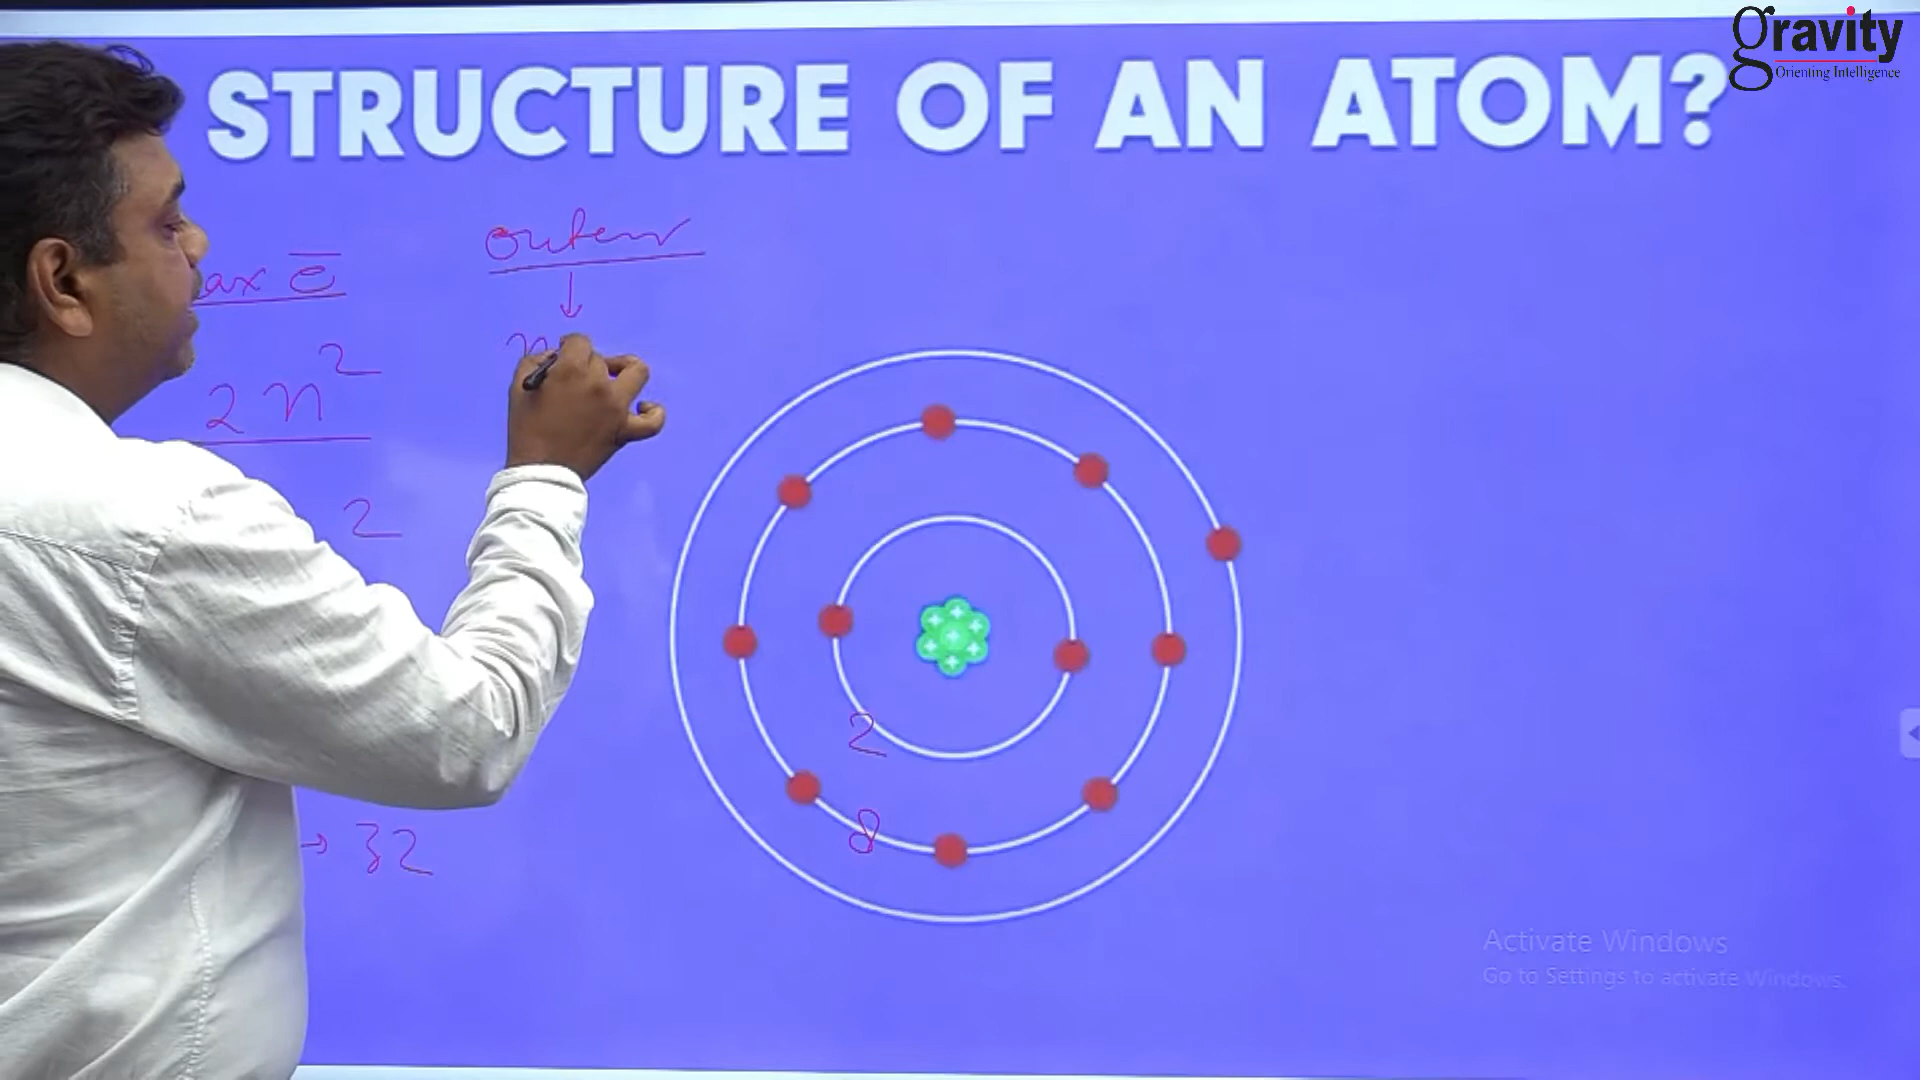 gravity
Orienting Intelligence
STRUCTURE OF AN ATOM?
outer
ax e̅
↓
2n²
2
2
8
→ 32
Activate Windows
Go to Settings to activate Windows.